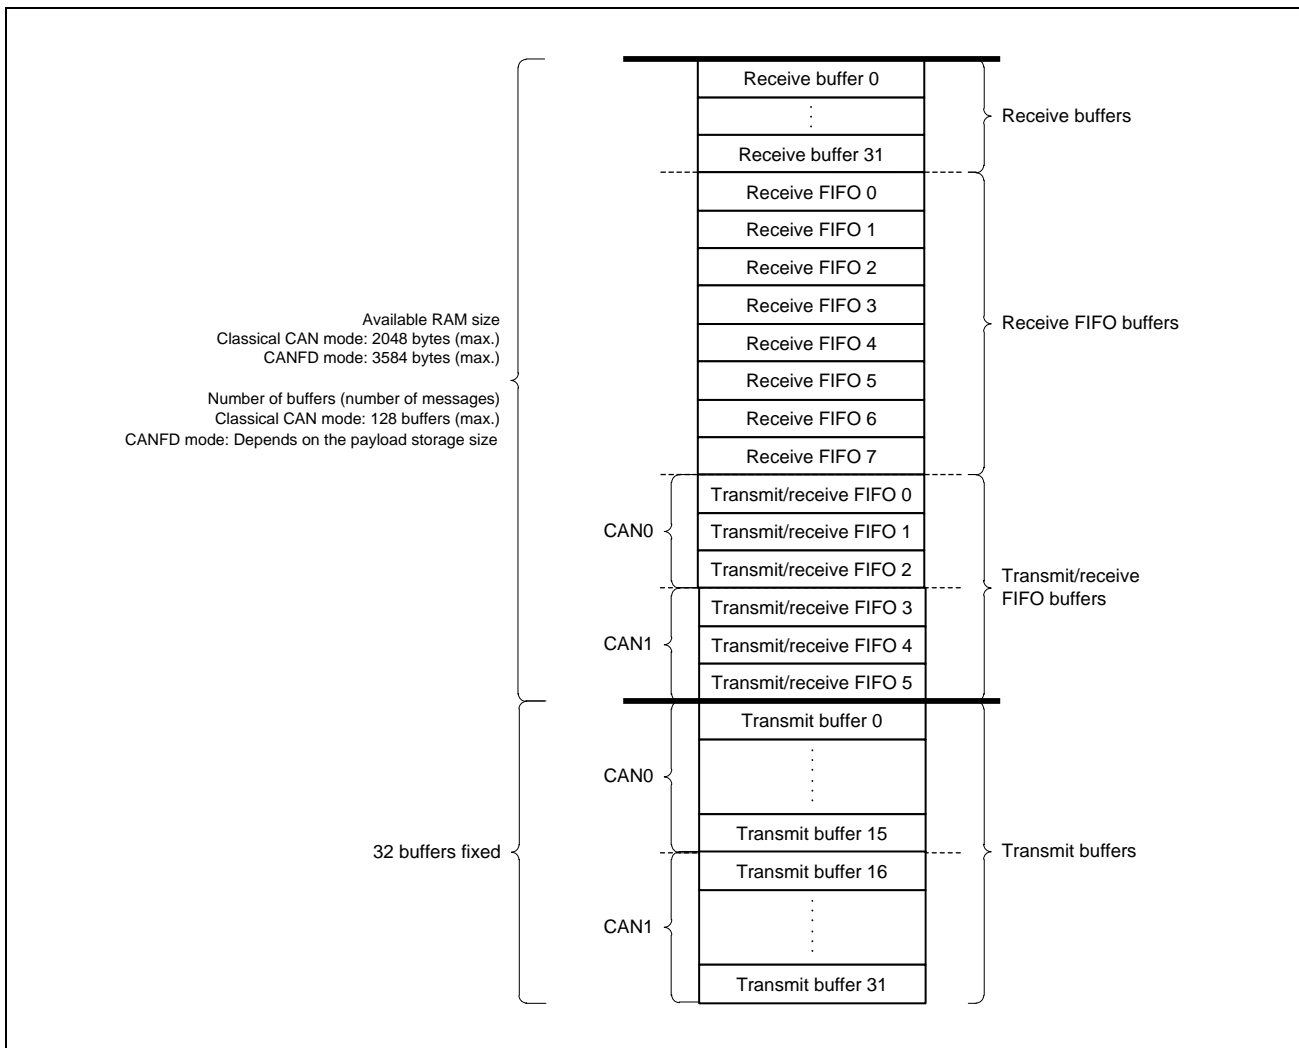 Receive buffer 0
Receive buffers
Receive buffer 31
Receive FIFO 0
Receive FIFO 1
Receive FIFO 2
Receive FIFO 3
Receive FIFO 4
Receive FIFO 5
Receive FIFO 6
Receive FIFO 7
Receive FIFO buffers
Available RAM size
Classical CAN mode: 2048 bytes (max.)
CANFD mode: 3584 bytes (max.)
Number of buffers (number of messages)
Classical CAN mode: 128 buffers (max.)
CANFD mode: Depends on the payload storage size
CAN0
Transmit/receive FIFO 0
Transmit/receive FIFO 1
Transmit/receive FIFO 2
CAN1
Transmit/receive FIFO 3
Transmit/receive FIFO 4
Transmit/receive FIFO 5
Transmit/receive
FIFO buffers
32 buffers fixed
CAN0
Transmit buffer 0
Transmit buffer 15
CAN1
Transmit buffer 16
Transmit buffer 31
Transmit buffers